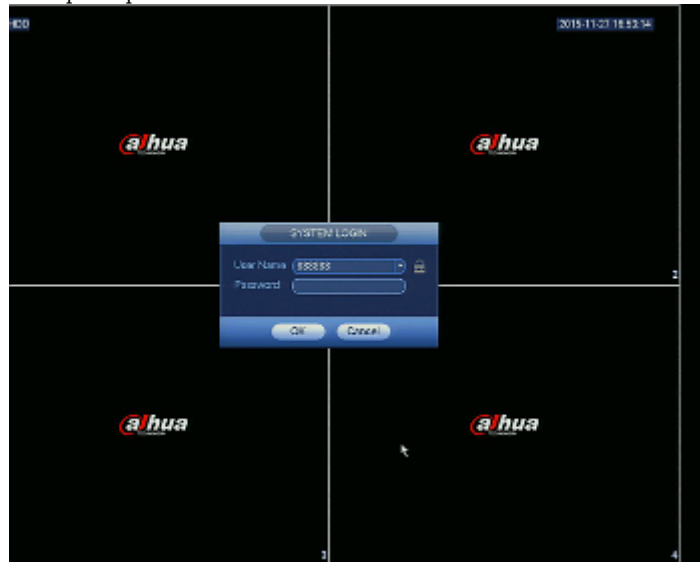 HDD
2015-11-27 16:53:14
alhua
alhua
SYSTEM LOGIN
User Name 888888
Password
2
OK Cancel
alhua
alhua
3
4